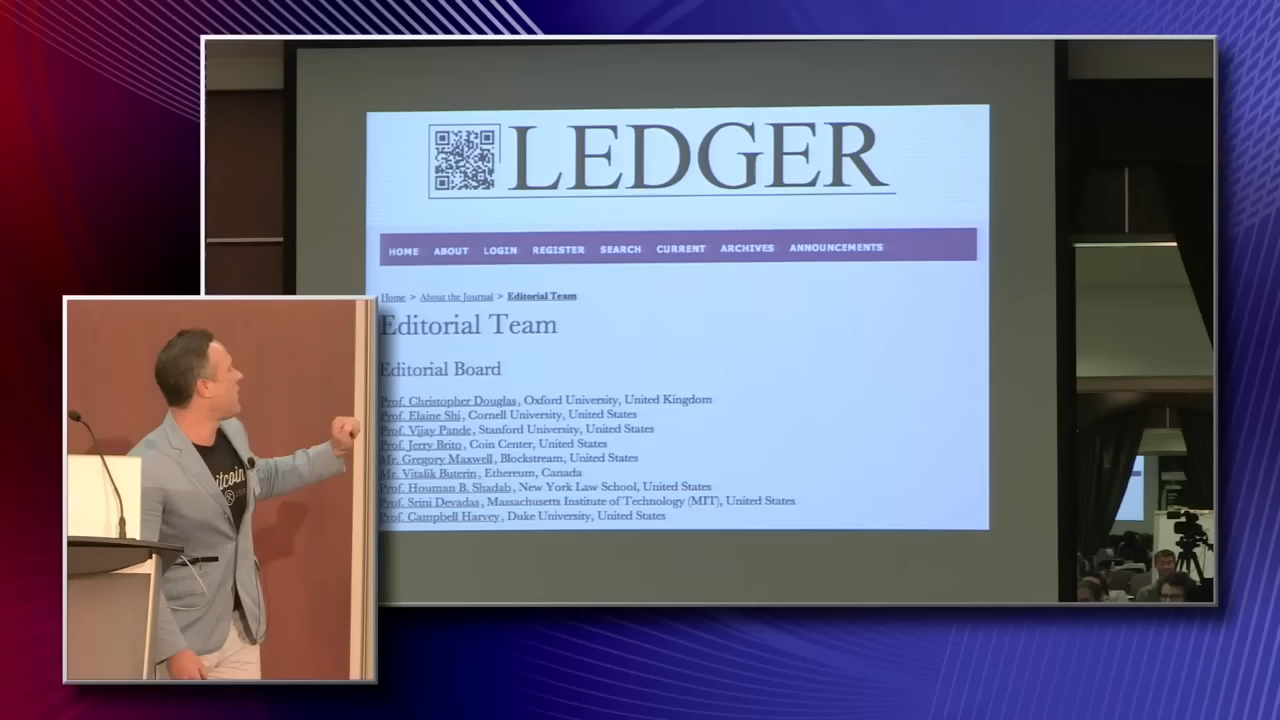 LEDGER
HOME ABOUT LOGIN REGISTER SEARCH CURRENT ARCHIVES ANNOUNCEMENTS
Home > About the Journal > Editorial Team
Editorial Team
Editorial Board
Prof. Christopher Douglas, Oxford University, United Kingdom
Prof. Elaine Shi, Cornell University, United States
Prof. Vijay Pande, Stanford University, United States
Prof. Jerry Brito, Coin Center, United States
Mr. Gregory Maxwell, Blockstream, United States
Mr. Vitalik Buterin, Ethereum, Canada
Prof. Houman B. Shadab, New York Law School, United States
Prof. Srini Devadas, Massachusetts Institute of Technology (MIT), United States
Prof. Campbell Harvey, Duke University, United States
itcoin